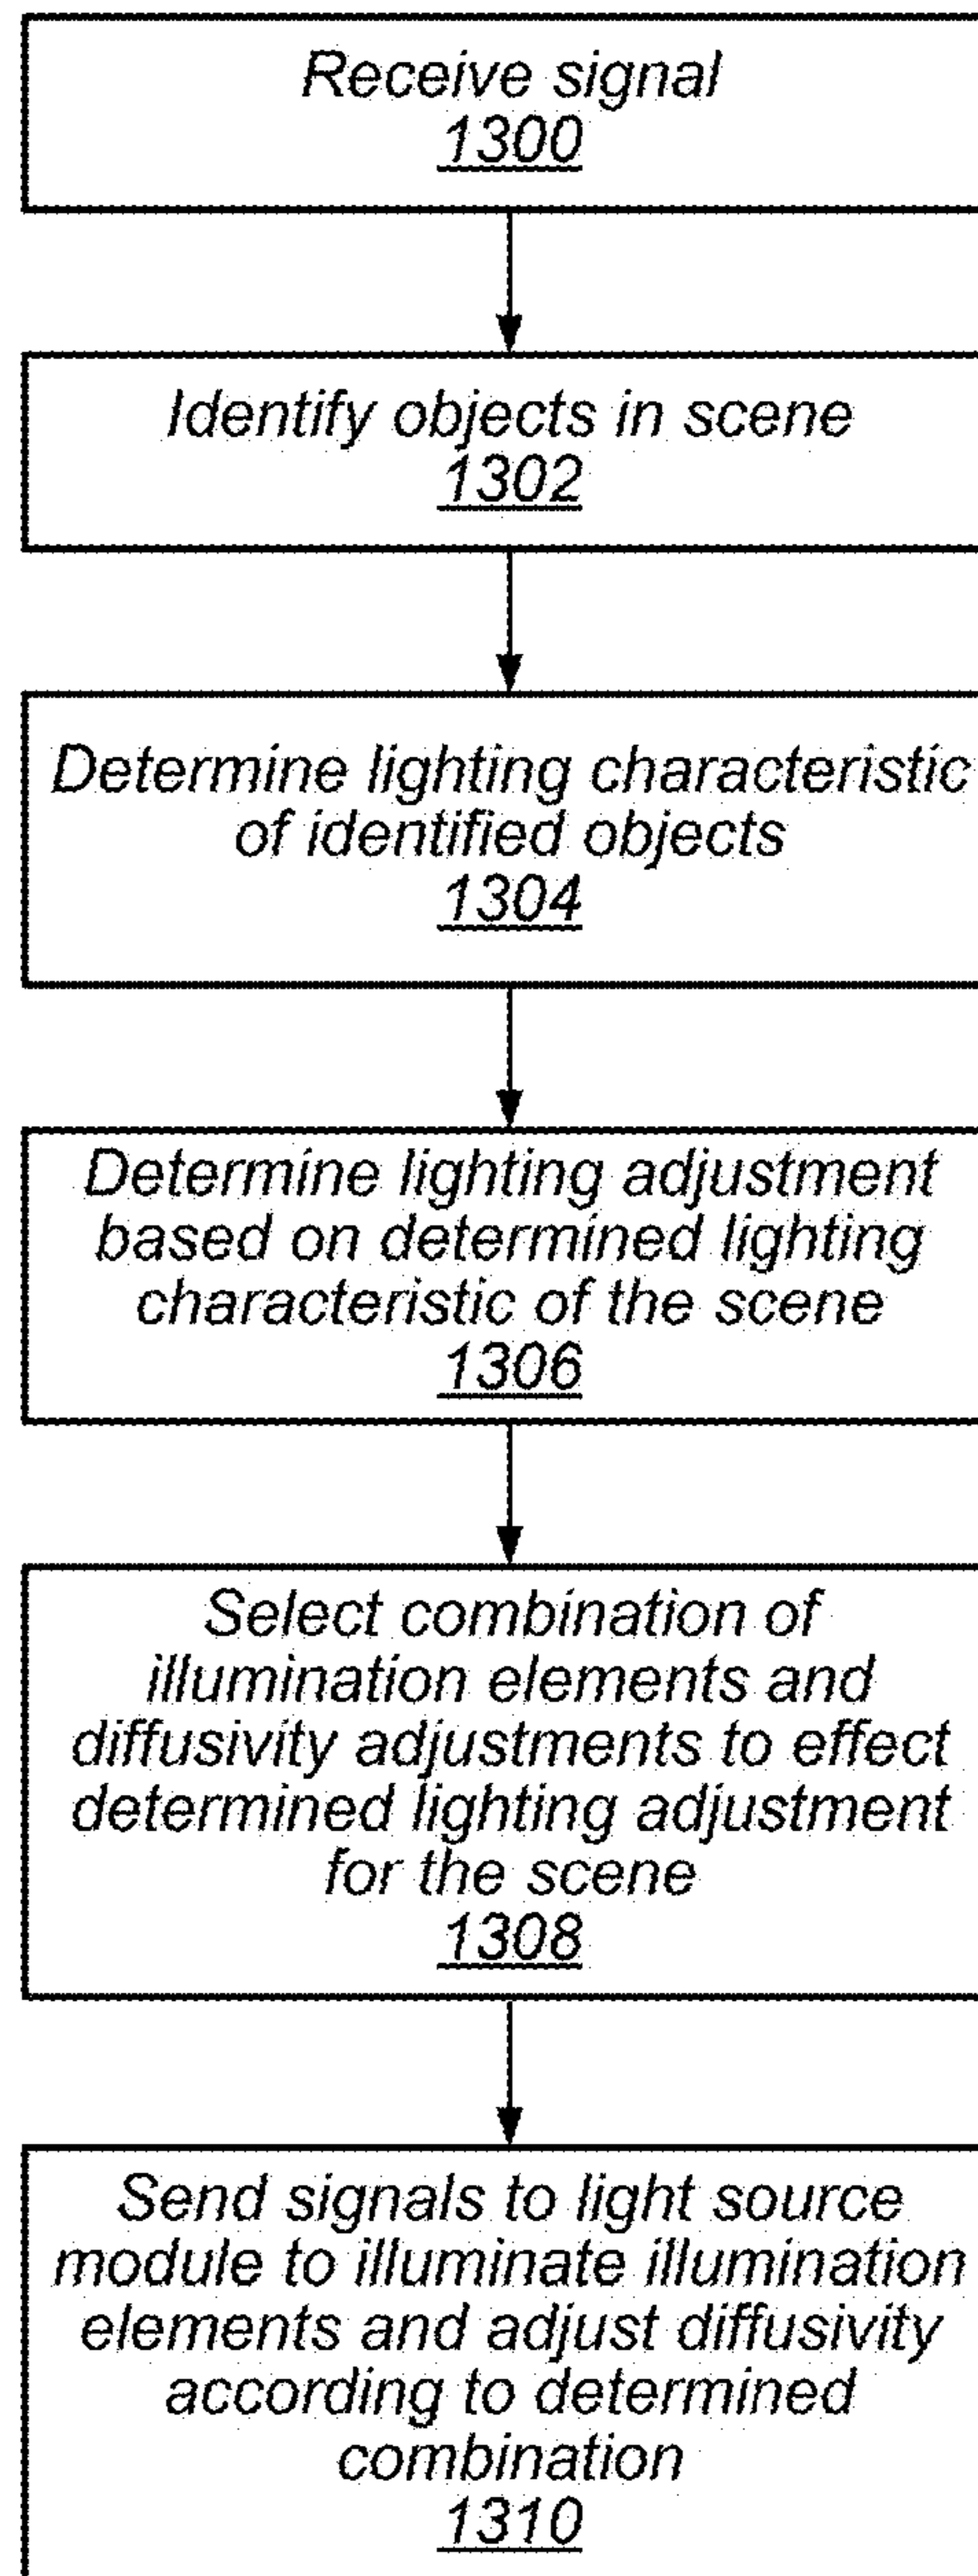 Receive signal
1300
Identify objects in scene
1302
Determine lighting characteristic
of identified objects
1304
Determine lighting adjustment
based on determined lighting
characteristic of the scene
1306
Select combination of
illumination elements and
diffusivity adjustments to effect
determined lighting adjustment
for the scene
1308
Send signals to light source
module to illuminate illumination
elements and adjust diffusivity
according to determined
combination
1310